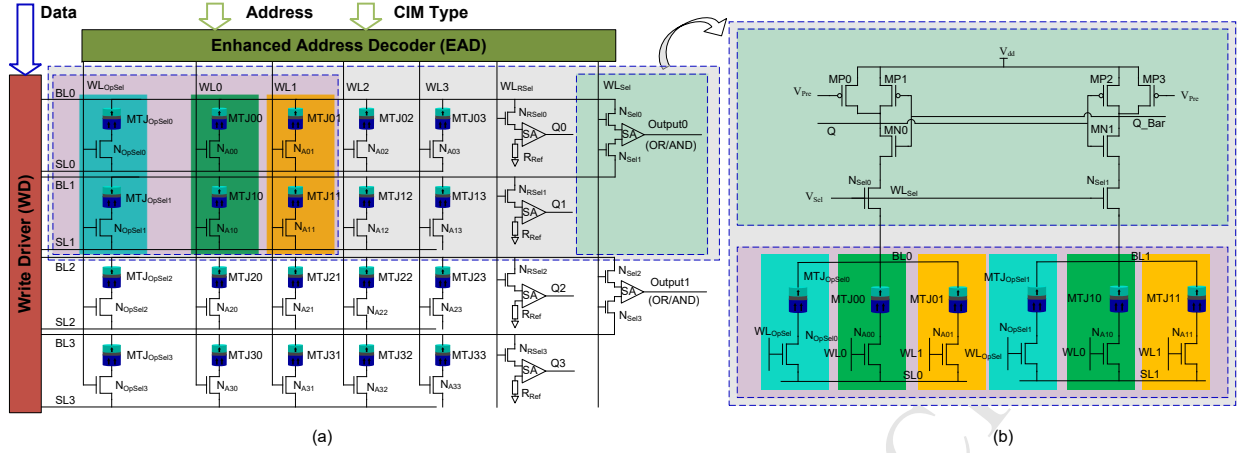 Data
Address
CIM Type
Enhanced Address Decoder (EAD)
Write Driver (WD)
WL_OpSel WL0 WL1 WL2 WL3 WL_RSel WL_Sel
BL0
MTJ_OpSel0 MTJ00 MTJ01 MTJ02 MTJ03 N_RSel0 SA Q0 N_Sel0 SA Output0
N_OpSel0 N_A00 N_A01 N_A02 N_A03 R_Ref N_Sel1 (OR/AND)
SL0
BL1
MTJ_OpSel1 MTJ10 MTJ11 MTJ12 MTJ13 N_RSel1 SA Q1
N_OpSel1 N_A10 N_A11 N_A12 N_A13 R_Ref
SL1
BL2
MTJ_OpSel2 MTJ20 MTJ21 MTJ22 MTJ23 N_RSel2 SA Q2 N_Sel2 SA Output1
N_OpSel2 N_A20 N_A21 N_A22 N_A23 R_Ref N_Sel3 (OR/AND)
SL2
BL3
MTJ_OpSel3 MTJ30 MTJ31 MTJ32 MTJ33 N_RSel3 SA Q3
N_OpSel3 N_A30 N_A31 N_A32 N_A33 R_Ref
SL3
(a)
V_dd
MP0 MP1 MP2 MP3
V_Pre V_Pre
Q Q_Bar
MN0 MN1
N_Sel0 N_Sel1
V_Sel WL_Sel
BL0 BL1
MTJ_OpSel0 MTJ00 MTJ01 MTJ_OpSel1 MTJ10 MTJ11
WL_OpSel N_OpSel0 N_A00 N_A01 N_OpSel1 N_A10 N_A11
WL0 WL1 WL_OpSel WL0 WL1
SL0 SL1
(b)